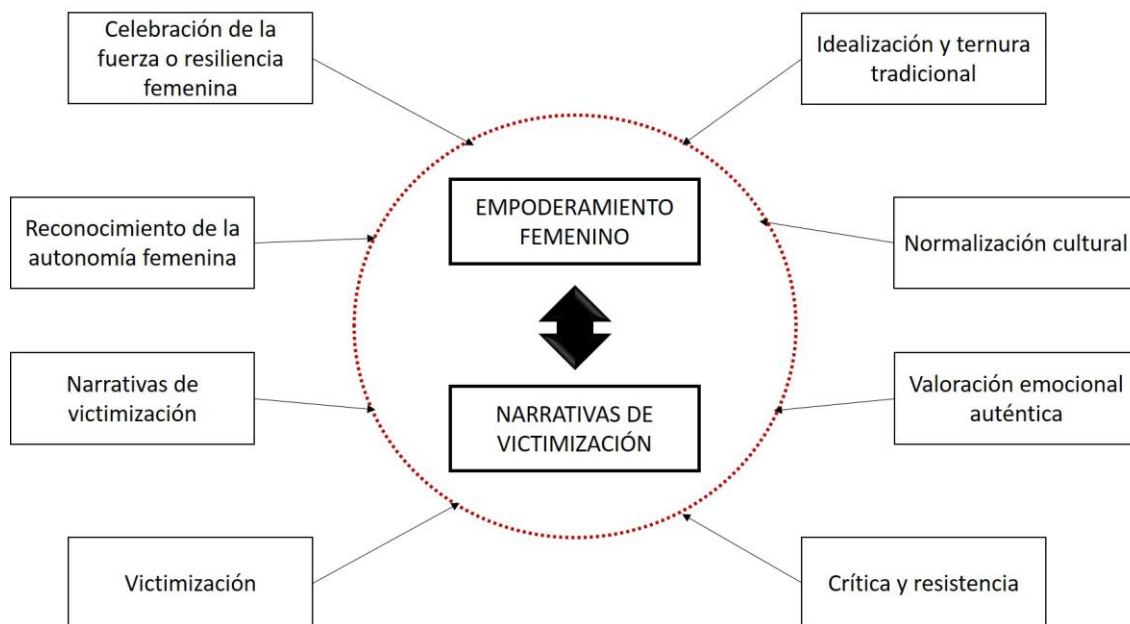 Celebración de la
fuerza o resiliencia
femenina
Idealización y ternura
tradicional
EMPODERAMIENTO
FEMENINO
Reconocimiento de la
autonomía femenina
Normalización cultural
Narrativas de
victimización
NARRATIVAS DE
VICTIMIZACIÓN
Valoración emocional
auténtica
Victimización
Crítica y resistencia